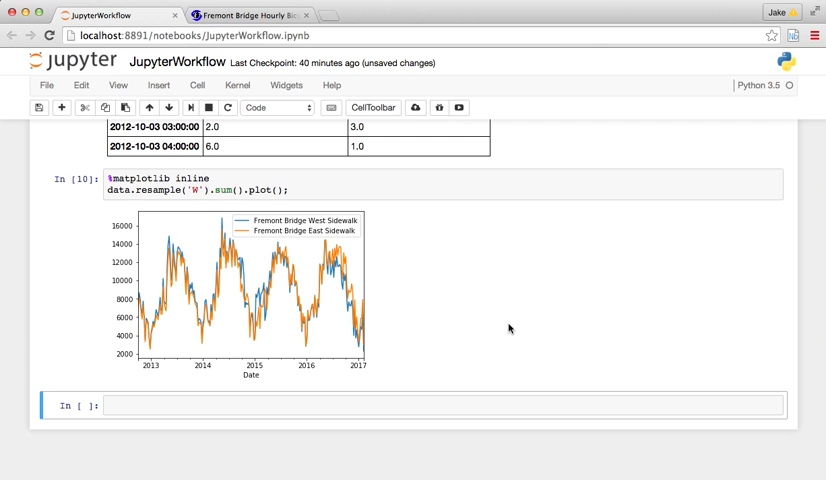 JupyterWorkflow
Fremont Bridge Hourly Bic
Jake
localhost:8891/notebooks/JupyterWorkflow.ipynb
jupyter JupyterWorkflow Last Checkpoint: 40 minutes ago (unsaved changes)
File Edit View Insert Cell Kernel Widgets Help Python 3.5
Code CellToolbar
2012-10-03 03:00:00 2.0 3.0
2012-10-03 04:00:00 6.0 1.0
In [10]: %matplotlib inline
data.resample('W').sum().plot();
Fremont Bridge West Sidewalk
Fremont Bridge East Sidewalk
16000
14000
12000
10000
8000
6000
4000
2000
2013 2014 2015 2016 2017
Date
In [ ]: